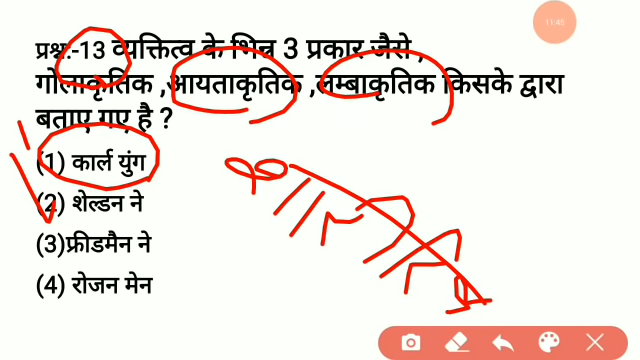 11:45
प्रश्न:-13 व्यक्तित्व के भिन्न 3 प्रकार जैसे ,
गोलाकृतिक ,आयताकृतिक ,लम्बाकृतिक किसके द्वारा
बताए गए है ?
(1) कार्ल युंग
(2) शेल्डन ने
(3)फ्रीडमैन ने
(4) रोजन मेन